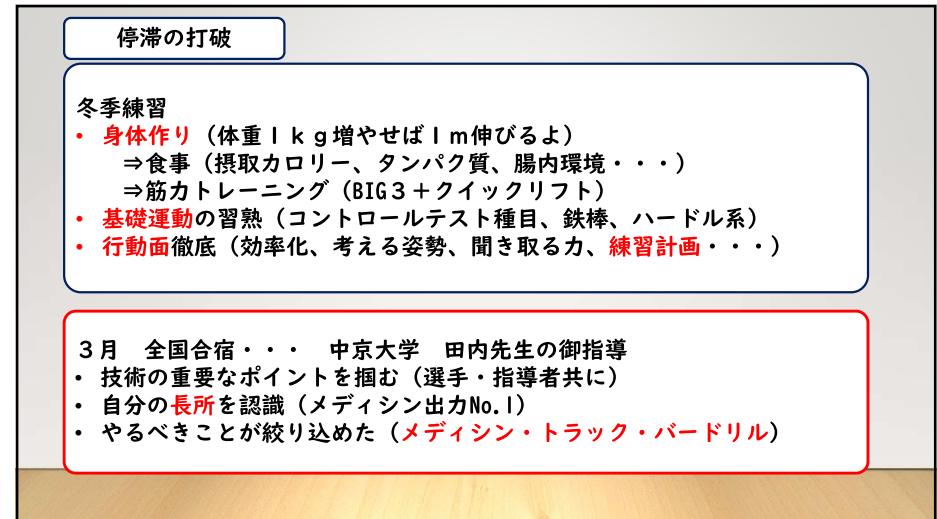 停滞の打破
冬季練習
• 身体作り（体重１ｋｇ増やせば１ｍ伸びるよ）
⇒食事（摂取カロリー、タンパク質、腸内環境・・・）
⇒筋力トレーニング（BIG３＋クイックリフト）
• 基礎運動の習熟（コントロールテスト種目、鉄棒、ハードル系）
• 行動面徹底（効率化、考える姿勢、聞き取る力、練習計画・・・）
３月　全国合宿・・・　中京大学　田内先生の御指導
• 技術の重要なポイントを掴む（選手・指導者共に）
• 自分の長所を認識（メディシン出力No.1）
• やるべきことが絞り込めた（メディシン・トラック・バードリル）